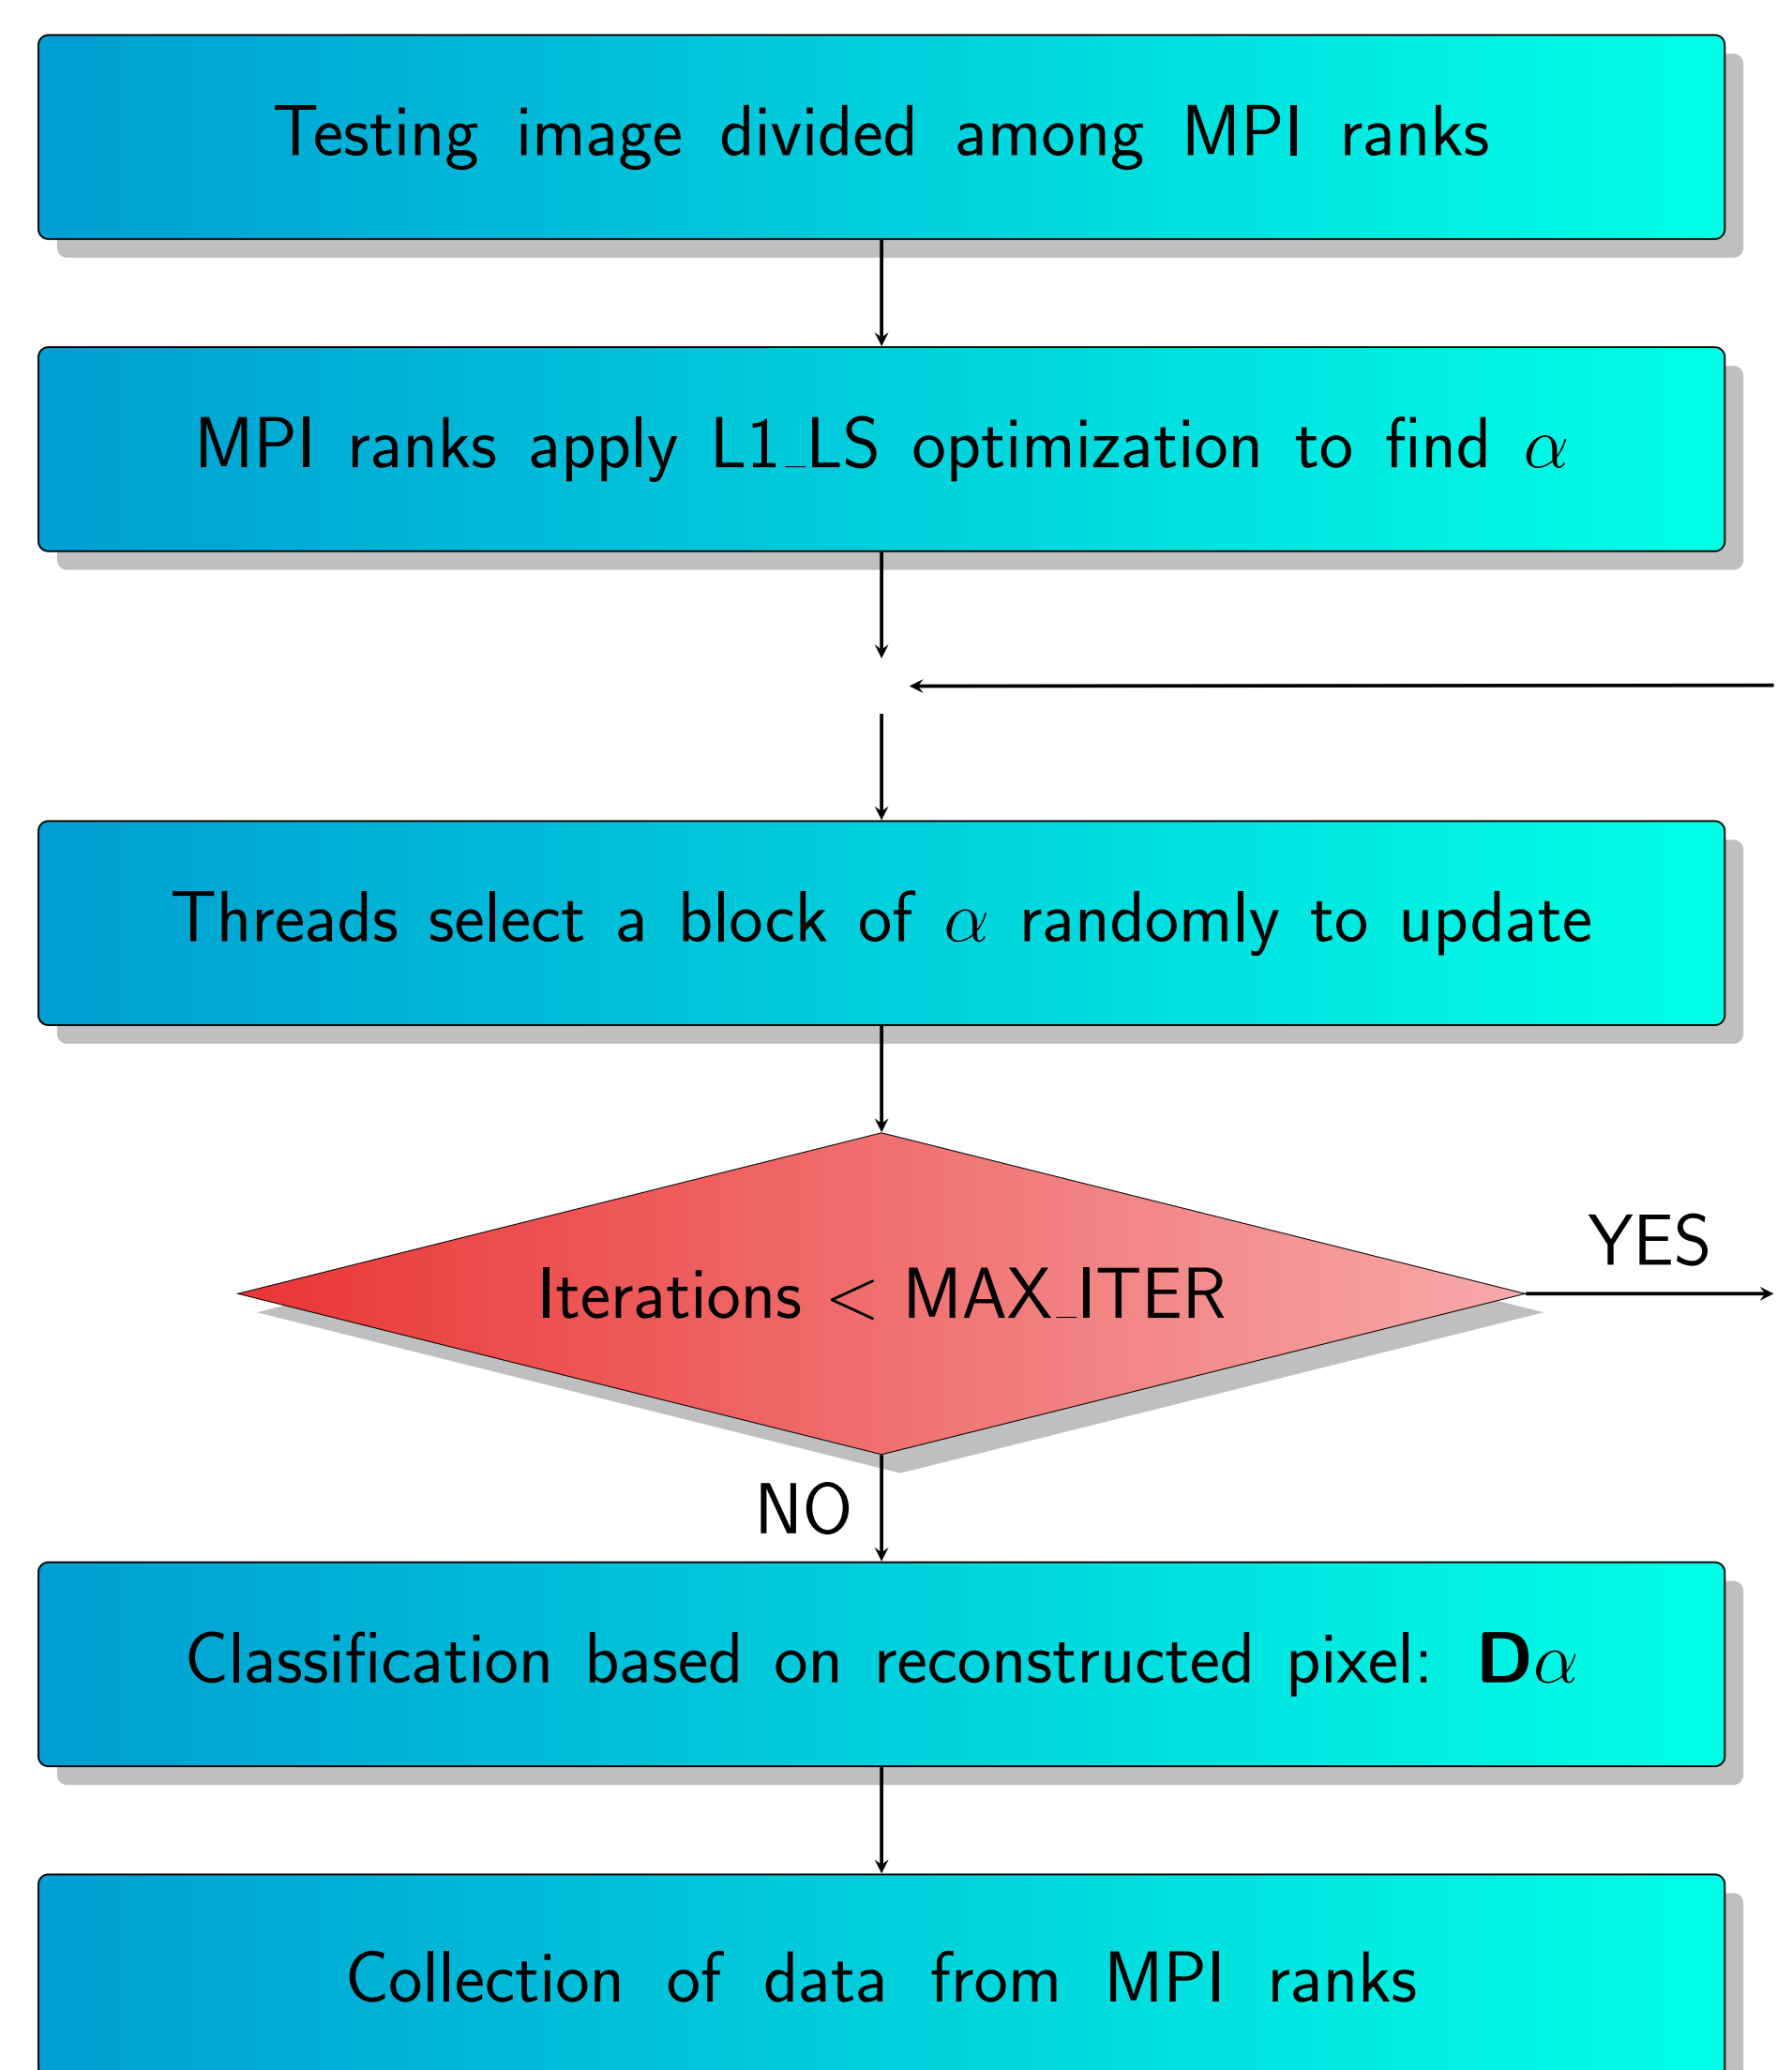 Testing image divided among MPI ranks
MPI ranks apply L1_LS optimization to find α
Threads select a block of α randomly to update
Iterations < MAX_ITER
YES
NO
Classification based on reconstructed pixel: Dα
Collection of data from MPI ranks